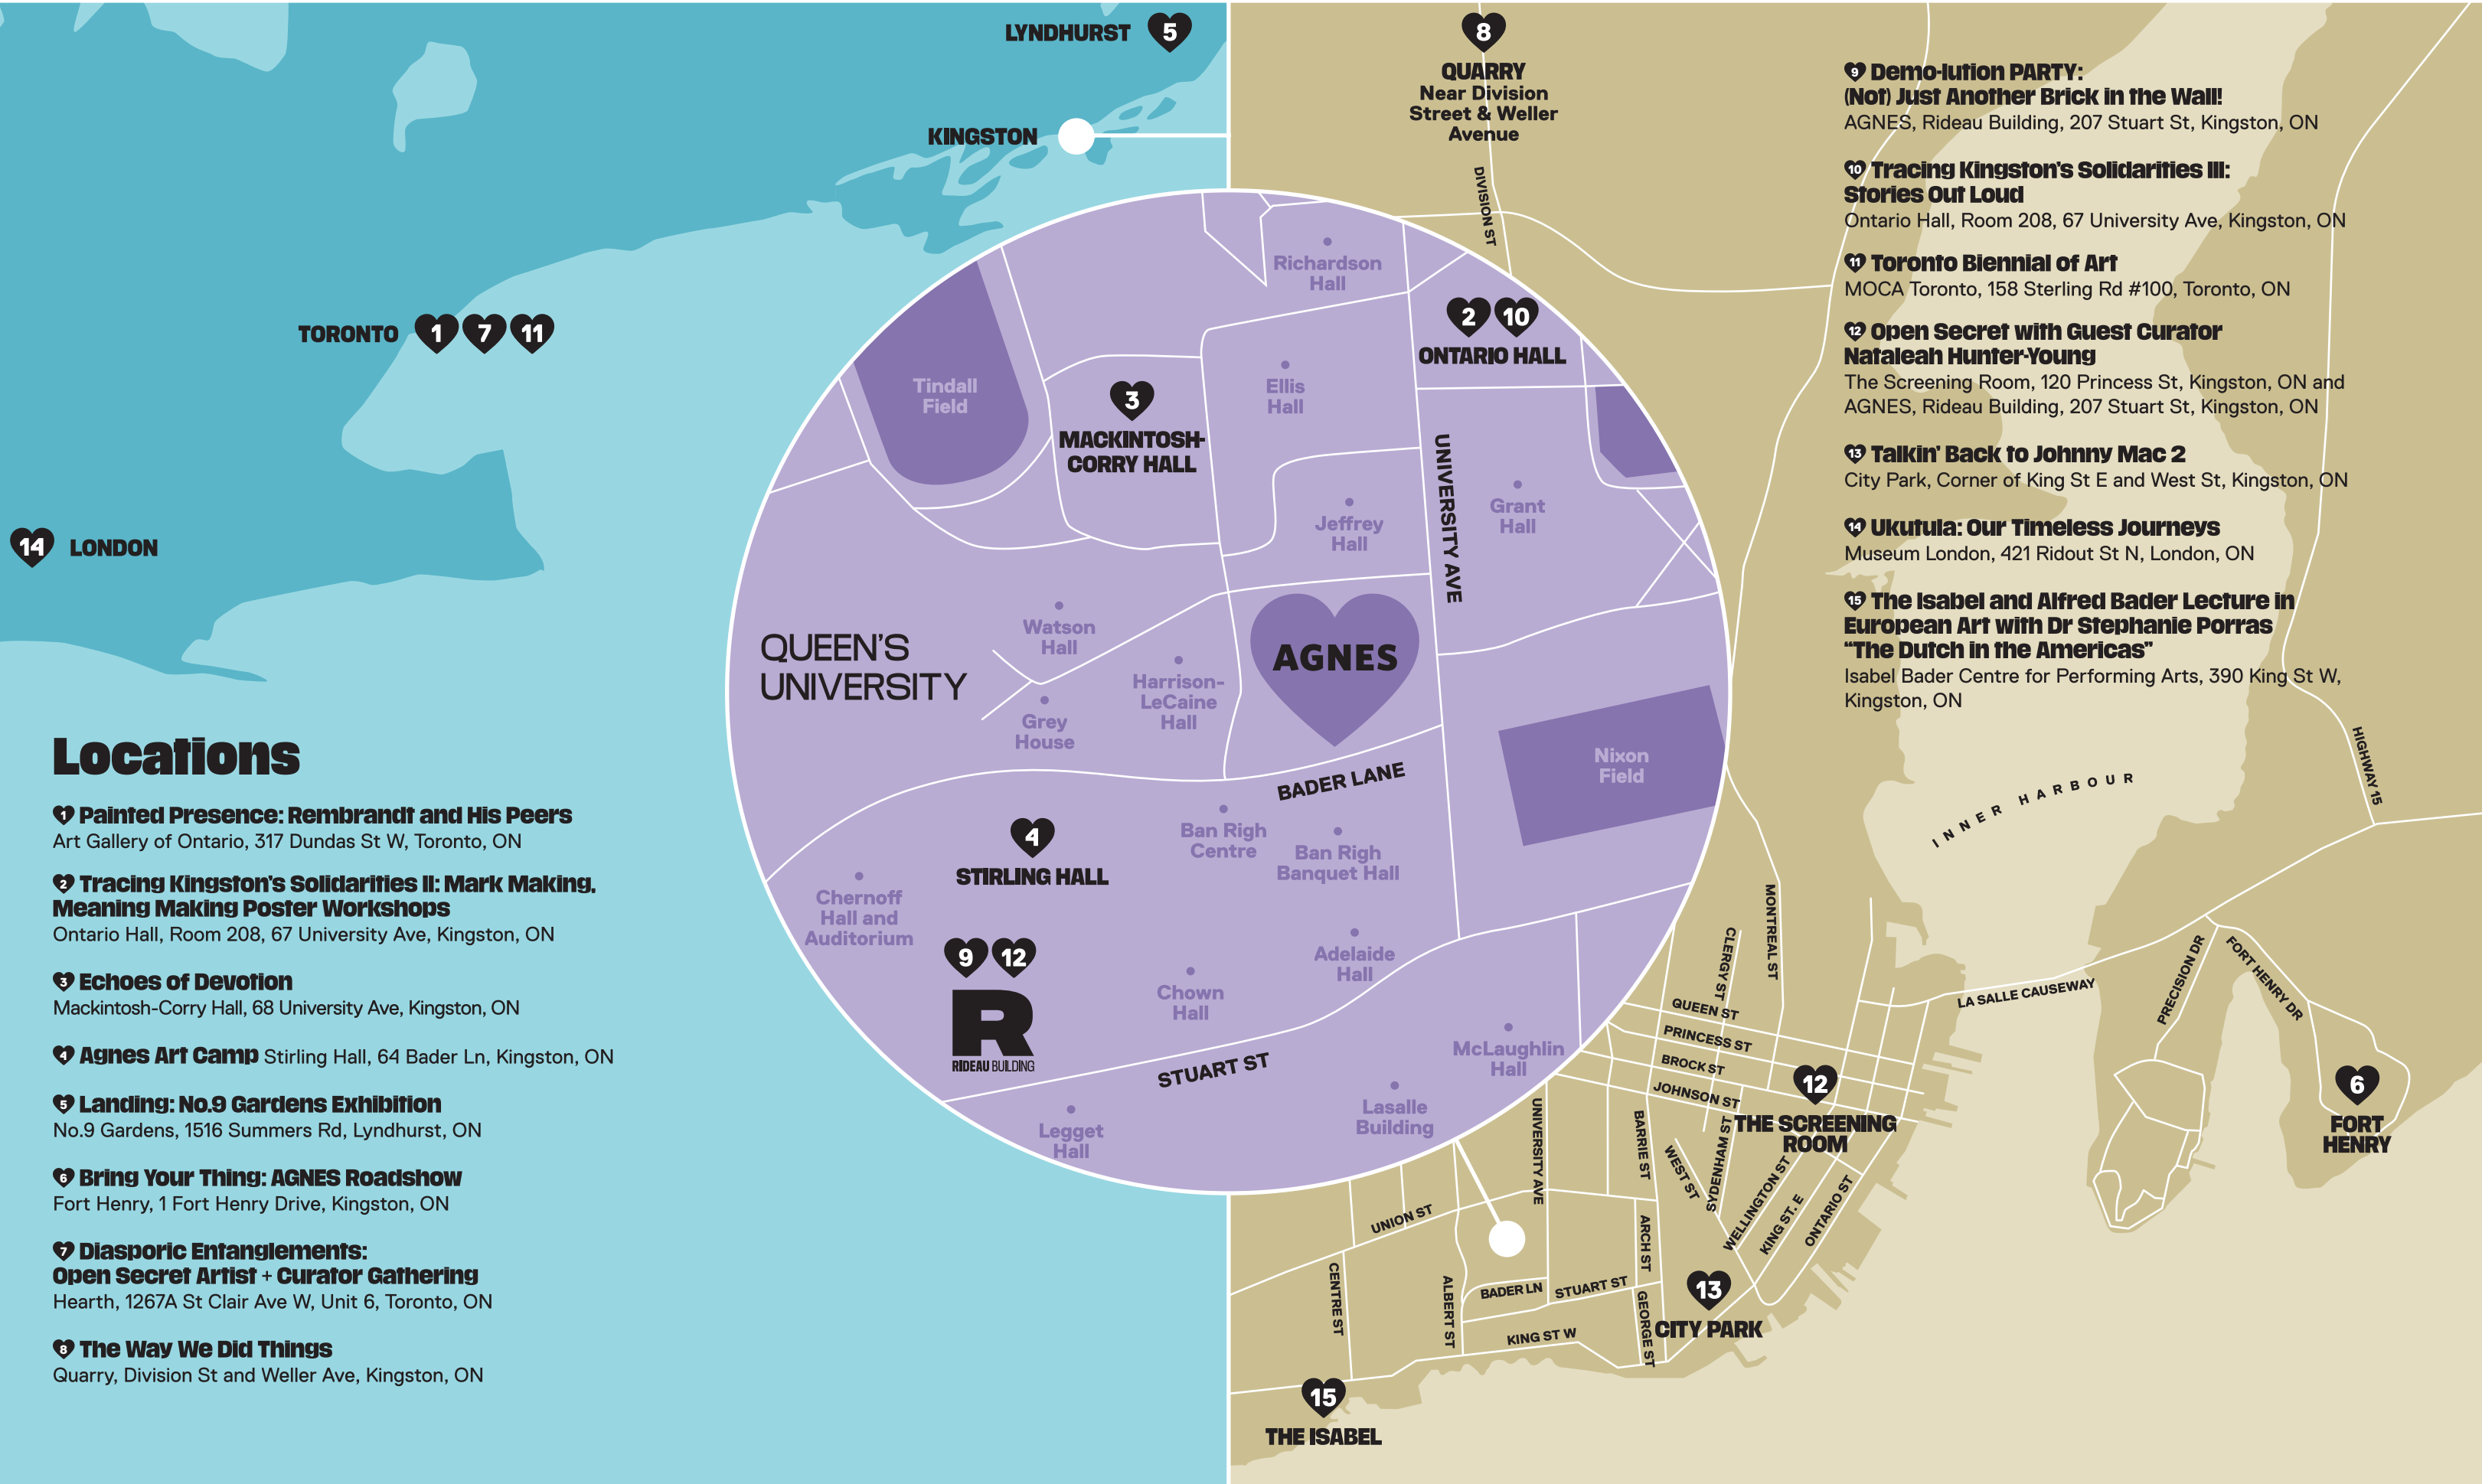 LYNDHURST 5
KINGSTON
TORONTO 1 7 11
14 LONDON
Locations
1 Painted Presence: Rembrandt and His Peers
Art Gallery of Ontario, 317 Dundas St W, Toronto, ON
2 Tracing Kingston's Solidarities II: Mark Making,
Meaning Making Poster Workshops
Ontario Hall, Room 208, 67 University Ave, Kingston, ON
3 Echoes of Devotion
Mackintosh-Corry Hall, 68 University Ave, Kingston, ON
4 Agnes Art Camp Stirling Hall, 64 Bader Ln, Kingston, ON
5 Landing: No.9 Gardens Exhibition
No.9 Gardens, 1516 Summers Rd, Lyndhurst, ON
6 Bring Your Thing: AGNES Roadshow
Fort Henry, 1 Fort Henry Drive, Kingston, ON
7 Diasporic Entanglements:
Open Secret Artist + Curator Gathering
Hearth, 1267A St Clair Ave W, Unit 6, Toronto, ON
8 The Way We Did Things
Quarry, Division St and Weller Ave, Kingston, ON
QUEEN'S
UNIVERSITY
Richardson
Hall
2 10
ONTARIO HALL
Tindall
Field
3
MACKINTOSH-
CORRY HALL
Ellis
Hall
UNIVERSITY AVE
Jeffrey
Hall
Grant
Hall
Watson
Hall
AGNES
Harrison-
LeCaine
Hall
Grey
House
Nixon
Field
BADER LANE
4
STIRLING HALL
Ban Righ
Centre
Ban Righ
Banquet Hall
Chernoff
Hall and
Auditorium
9 12
R
RIDEAU BUILDING
Adelaide
Hall
Chown
Hall
STUART ST
McLaughlin
Hall
Lasalle
Building
Legget
Hall
8
QUARRY
Near Division
Street & Weller
Avenue
DIVISION ST
9 Demo-lution PARTY:
(Not) Just Another Brick in the Wall!
AGNES, Rideau Building, 207 Stuart St, Kingston, ON
10 Tracing Kingston's Solidarities III:
Stories Out Loud
Ontario Hall, Room 208, 67 University Ave, Kingston, ON
11 Toronto Biennial of Art
MOCA Toronto, 158 Sterling Rd #100, Toronto, ON
12 Open Secret with Guest Curator
Nataleah Hunter-Young
The Screening Room, 120 Princess St, Kingston, ON and
AGNES, Rideau Building, 207 Stuart St, Kingston, ON
13 Talkin' Back to Johnny Mac 2
City Park, Corner of King St E and West St, Kingston, ON
14 Ukutula: Our Timeless Journeys
Museum London, 421 Ridout St N, London, ON
15 The Isabel and Alfred Bader Lecture in
European Art with Dr Stephanie Porras
“The Dutch in the Americas”
Isabel Bader Centre for Performing Arts, 390 King St W,
Kingston, ON
HIGHWAY 15
INNER HARBOUR
MONTREAL ST
CLERGY ST
QUEEN ST
PRINCESS ST
BROCK ST
JOHNSON ST
LA SALLE CAUSEWAY
PRECISION DR
FORT HENRY DR
12
THE SCREENING
ROOM
6
FORT
HENRY
UNIVERSITY AVE
BARRIE ST
WEST ST
SYDENHAM ST
WELLINGTON ST
KING ST. E
ONTARIO ST
UNION ST
ARCH ST
CENTRE ST
ALBERT ST
BADER LN
STUART ST
GEORGE ST
KING ST W
13
CITY PARK
15
THE ISABEL